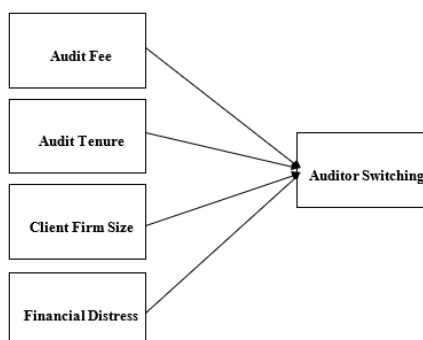 Audit Fee
Audit Tenure
Auditor Switching
Client Firm Size
Financial Distress